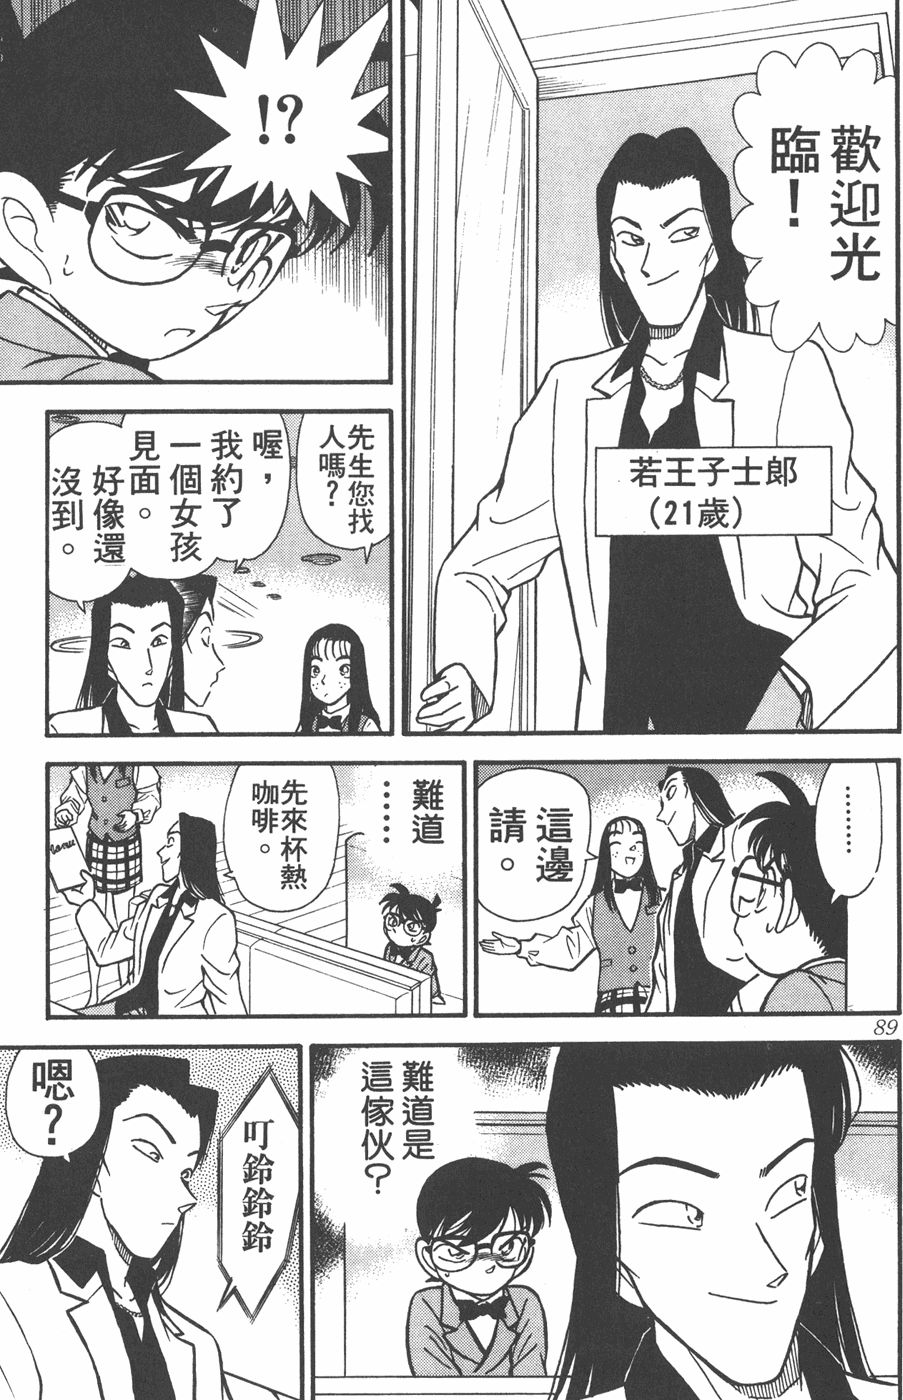 歡迎光
臨！
若王子士郎
（21歲）
！？
先生您找
人嗎？
喔，
我約了
一個女孩
見面。
好像還
沒到。
………
這邊
請。
難道
……
先來杯熱
咖啡。
menu
89
難道是
這傢伙？
叮鈴鈴鈴
嗯？